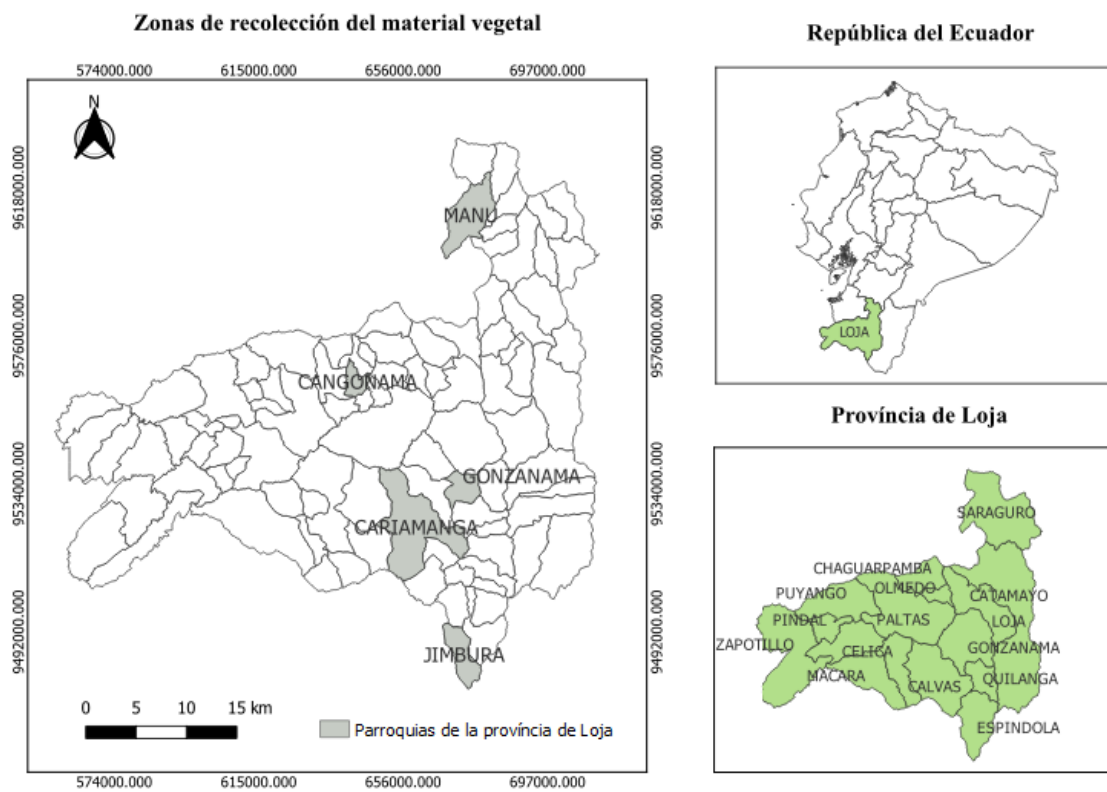 Zonas de recolección del material vegetal
574000.000 615000.000 656000.000 697000.000
N
9618000.000
9576000.000
9534000.000
9492000.000
MANU
CANGONAMA
GONZANAMA
CARIAMANGA
JIMBURA
0 5 10 15 km
Parroquias de la província de Loja
9618000.000
9576000.000
9534000.000
9492000.000
574000.000 615000.000 656000.000 697000.000
República del Ecuador
LOJA
Província de Loja
SARAGURO
CHAGUARPAMBA
OLMEDO
PUYANGO
CATAMAYO
PINDAL
PALTAS
LOJA
ZAPOTILLO
CELICA
GONZANAMA
MACARA
CALVAS
QUILANGA
ESPINDOLA